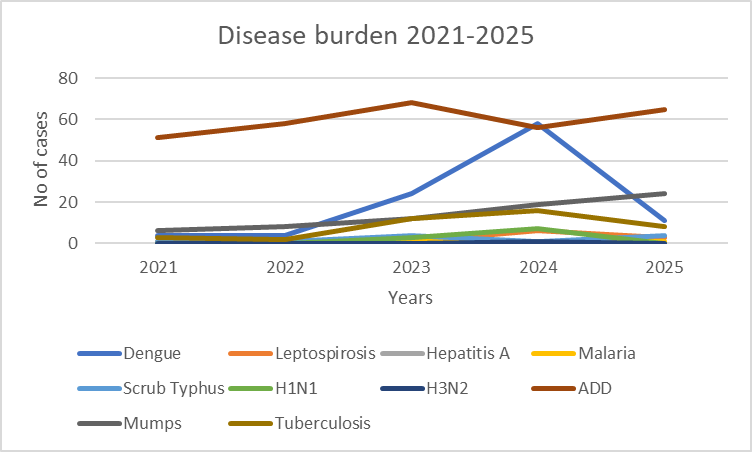 Disease burden 2021-2025
80
60
40
20
0
No of cases
2021 2022 2023 2024 2025
Years
Dengue Leptospirosis Hepatitis A Malaria
Scrub Typhus H1N1 H3N2 ADD
Mumps Tuberculosis